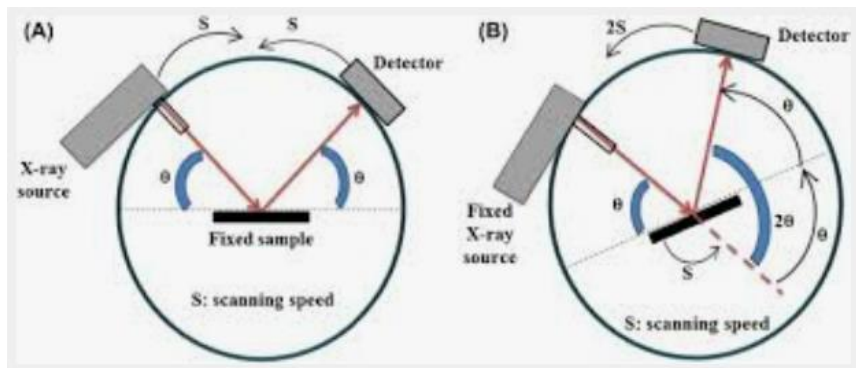 (A)
S
S
Detector
X-ray
source
θ
θ
Fixed sample
S: scanning speed
(B)
2S
Detector
θ
Fixed
X-ray
source
θ
2θ
θ
S
S: scanning speed